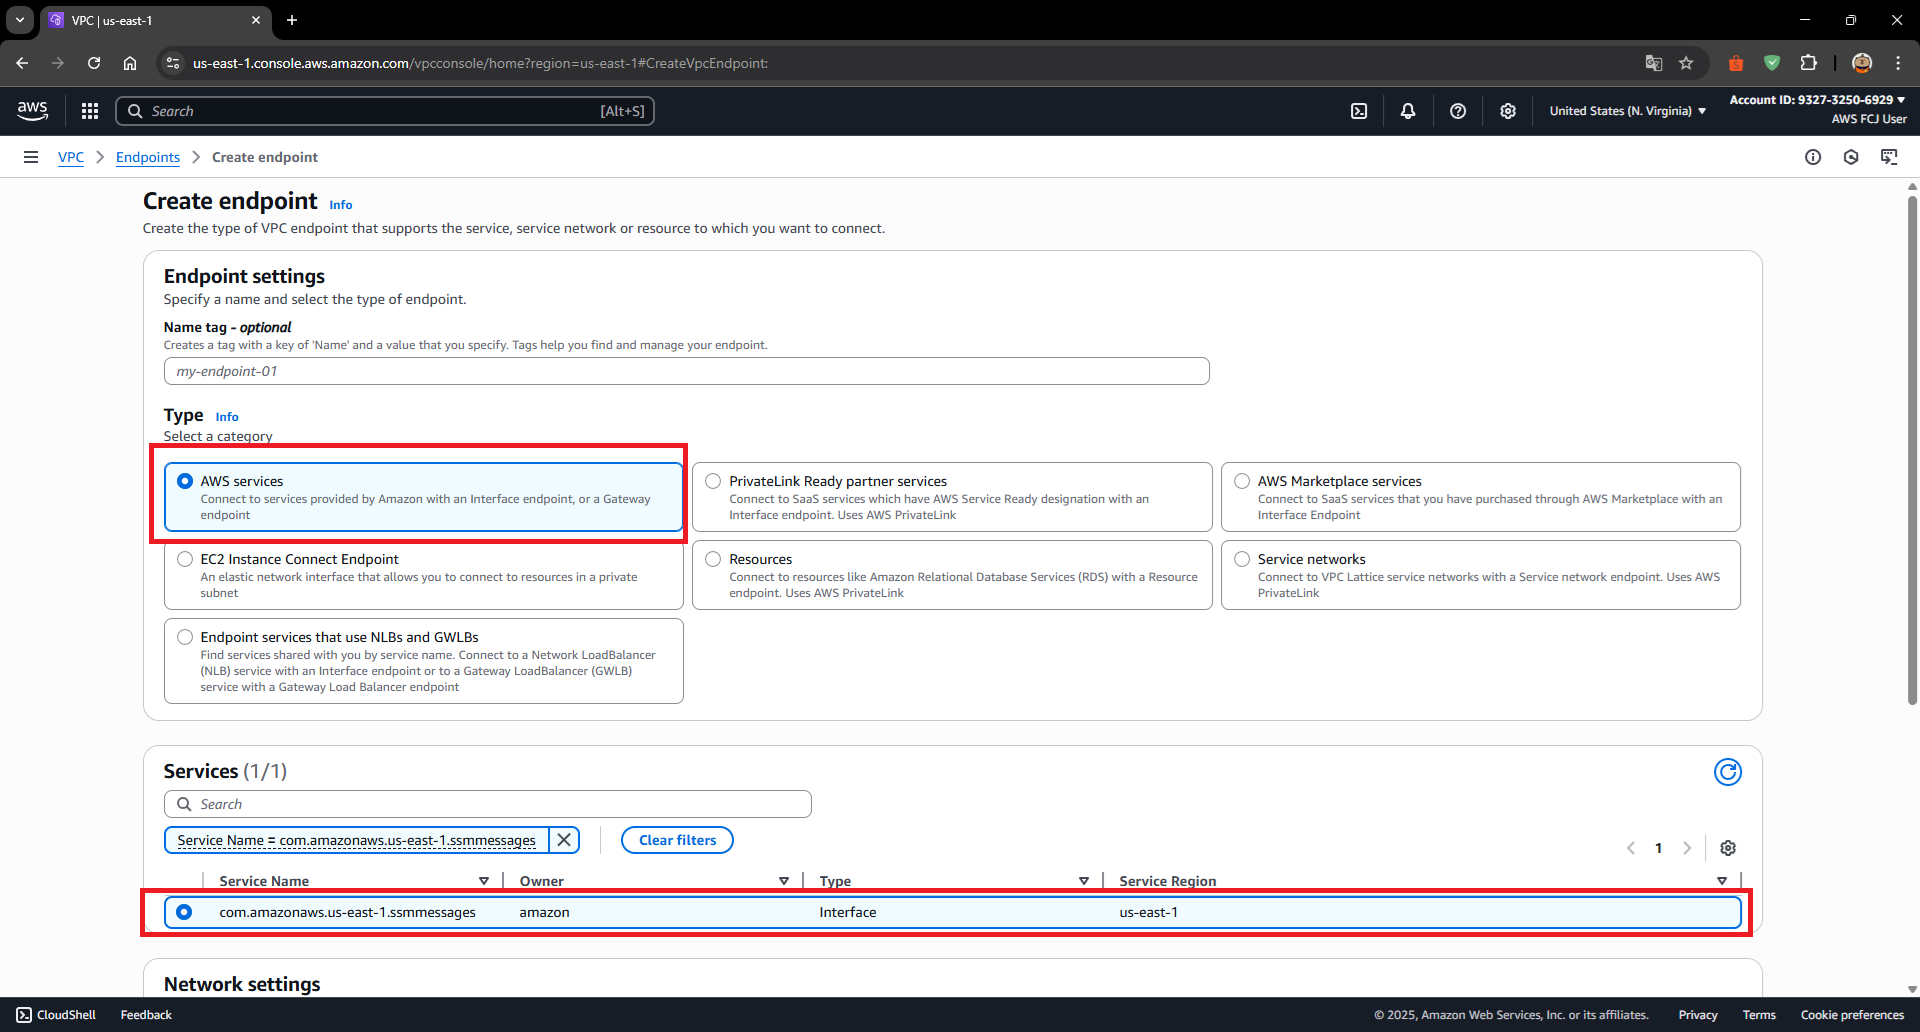 VPC | us-east-1
us-east-1.console.aws.amazon.com/vpcconsole/home?region=us-east-1#CreateVpcEndpoint:
aws
Search
[Alt+S]
United States (N. Virginia)
Account ID: 9327-3250-6929
AWS FCJ User
VPC
Endpoints
Create endpoint
Create endpoint Info
Create the type of VPC endpoint that supports the service, service network or resource to which you want to connect.
Endpoint settings
Specify a name and select the type of endpoint.
Name tag - optional
Creates a tag with a key of 'Name' and a value that you specify. Tags help you find and manage your endpoint.
my-endpoint-01
Type Info
Select a category
AWS services
Connect to services provided by Amazon with an Interface endpoint, or a Gateway
endpoint
PrivateLink Ready partner services
Connect to SaaS services which have AWS Service Ready designation with an
Interface endpoint. Uses AWS PrivateLink
AWS Marketplace services
Connect to SaaS services that you have purchased through AWS Marketplace with an
Interface Endpoint
EC2 Instance Connect Endpoint
An elastic network interface that allows you to connect to resources in a private
subnet
Resources
Connect to resources like Amazon Relational Database Services (RDS) with a Resource
endpoint. Uses AWS PrivateLink
Service networks
Connect to VPC Lattice service networks with a Service network endpoint. Uses AWS
PrivateLink
Endpoint services that use NLBs and GWLBs
Find services shared with you by service name. Connect to a Network LoadBalancer
(NLB) service with an Interface endpoint or to a Gateway LoadBalancer (GWLB)
service with a Gateway Load Balancer endpoint
Services (1/1)
Search
Service Name = com.amazonaws.us-east-1.ssmmessages
Clear filters
1
Service Name Owner Type Service Region
com.amazonaws.us-east-1.ssmmessages amazon Interface us-east-1
Network settings
CloudShell
Feedback
© 2025, Amazon Web Services, Inc. or its affiliates.
Privacy
Terms
Cookie preferences